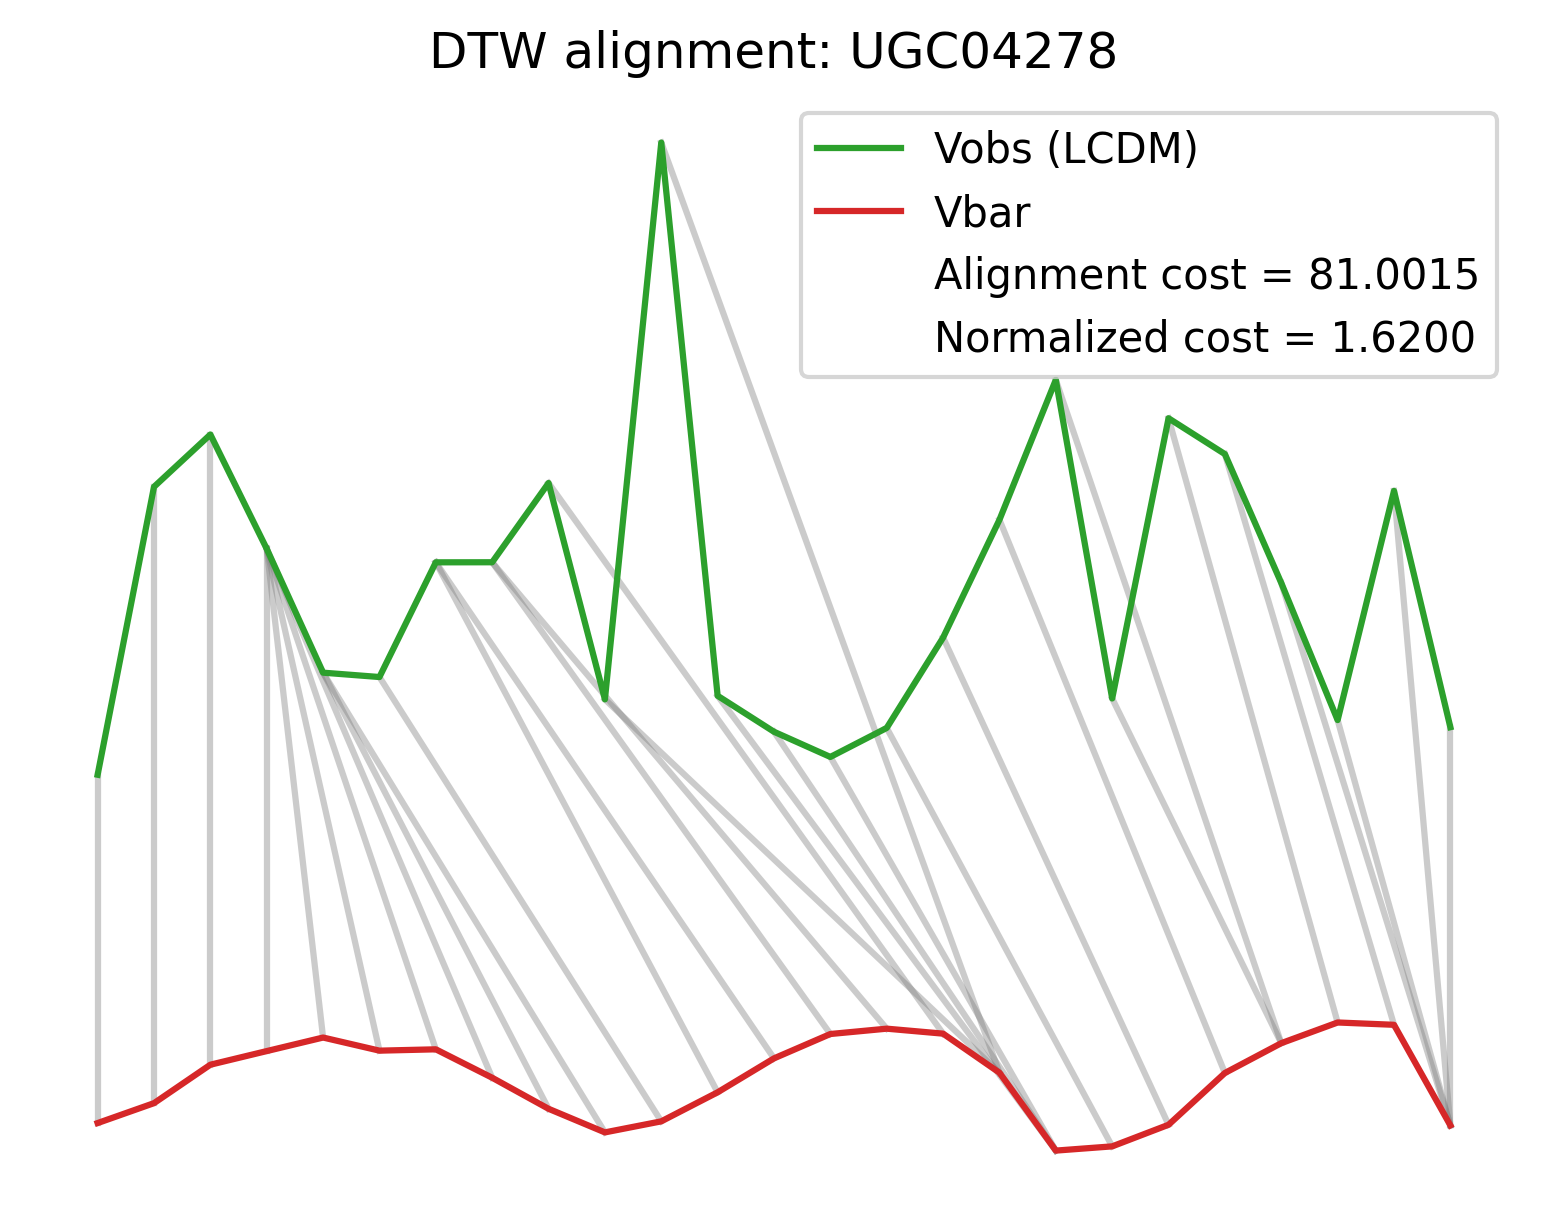 DTW alignment: UGC04278
Vobs (LCDM)
Vbar
Alignment cost = 81.0015
Normalized cost = 1.6200